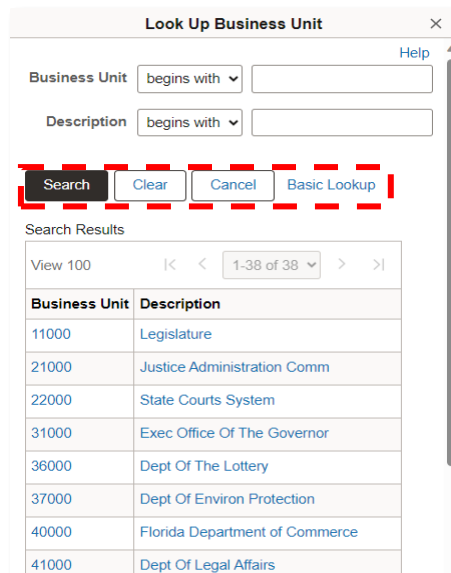 Look Up Business Unit ×
Help
Business Unit begins with
Description begins with
Search Clear Cancel Basic Lookup
Search Results
View 100 |< < 1-38 of 38 > >|
Business Unit Description
11000 Legislature
21000 Justice Administration Comm
22000 State Courts System
31000 Exec Office Of The Governor
36000 Dept Of The Lottery
37000 Dept Of Environ Protection
40000 Florida Department of Commerce
41000 Dept Of Legal Affairs